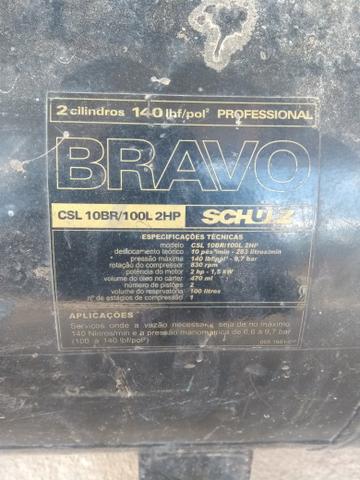 2 cilindros 140 lbf/pol² PROFESSIONAL
BRAVO
CSL 10BR/100L 2HP SCHULZ
ESPECIFICAÇÕES TÉCNICAS
modelo CSL 10BR/100L 2HP
deslocamento teórico 10 pés³/min - 283 litros/min
pressão máxima 140 lbf/pol² - 9,7 bar
rotação do compressor 830 rpm
potência do motor 2 hp - 1,5 kW
volume do óleo no cárter 470 ml
número de pistões 2
volume do reservatório 100 litros
nº de estágios de compressão 1
APLICAÇÕES
Serviços onde a vazão necessária seja de no máximo
140 Nlitros/min e a pressão manométrica de 6,6 a 9,7 bar
(100 a 140 lbf/pol²)